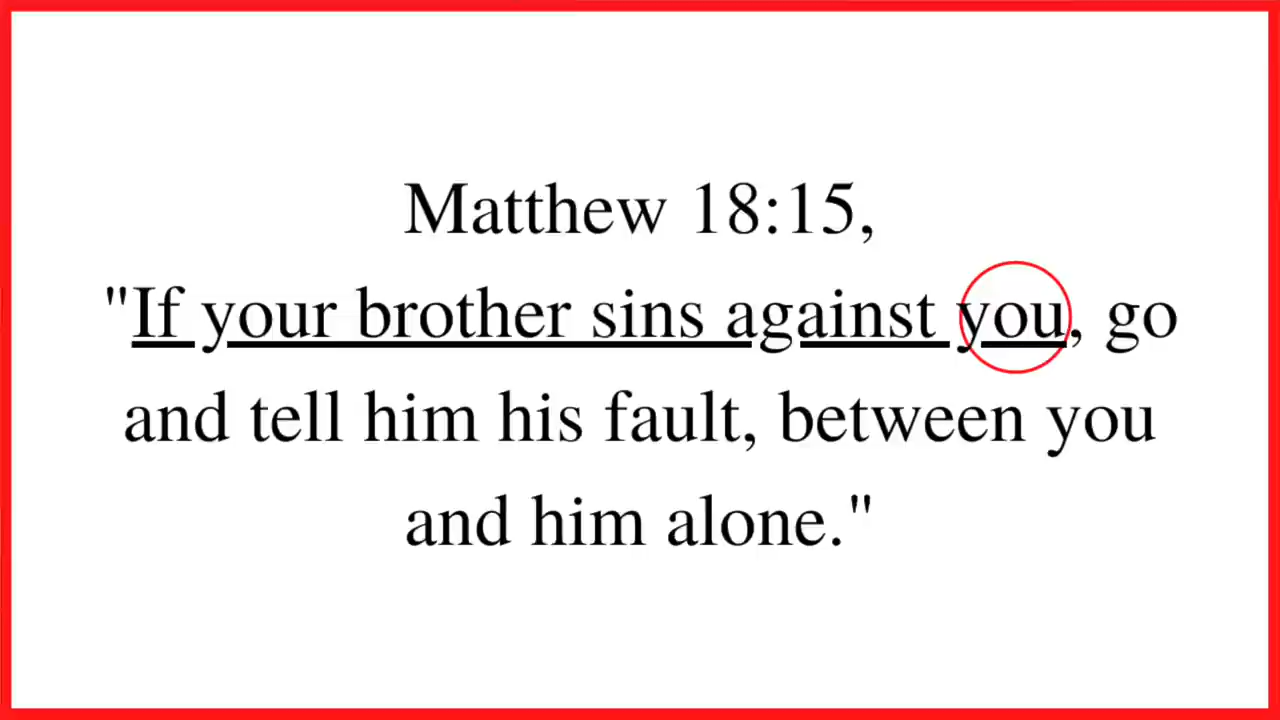 Matthew 18:15,
"If your brother sins against you, go
and tell him his fault, between you
and him alone."